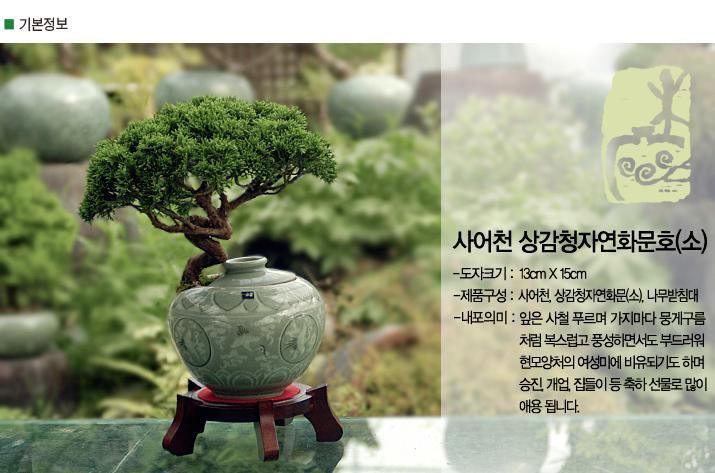 기본정보
사어천 상감청자연화문호(소)
-도자크기 : 13cm X 15cm
-제품구성 : 사어천, 상감청자연화문(소), 나무받침대
-내포의미 : 잎은 사철 푸르며 가지마다 뭉게구름
처럼 복스럽고 풍성하면서도 부드러워
현모양처의 여성미에 비유되기도 하며
승진, 개업, 집들이 등 축하 선물로 많이
애용 됩니다.